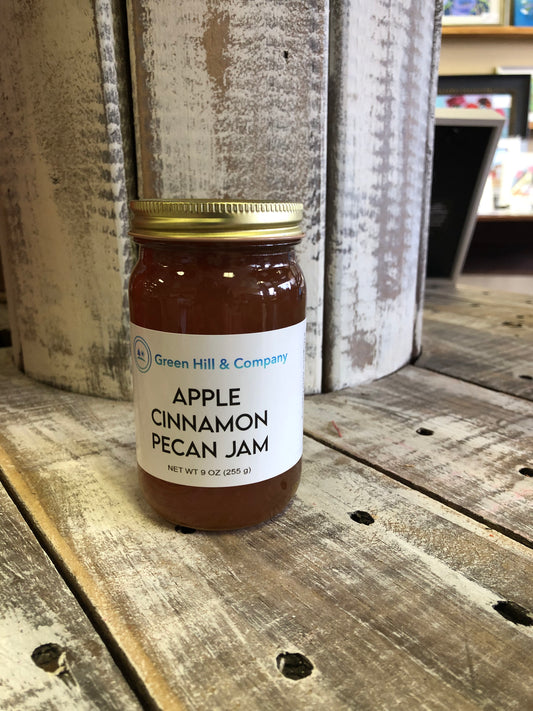 Green Hill & Company
APPLE
CINNAMON
PECAN JAM
NET WT 9 OZ (255 g)